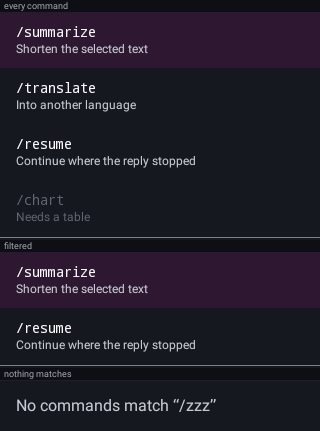 every command
/summarize
Shorten the selected text
/translate
Into another language
/resume
Continue where the reply stopped
/chart
Needs a table
filtered
/summarize
Shorten the selected text
/resume
Continue where the reply stopped
nothing matches
No commands match “/zzz”